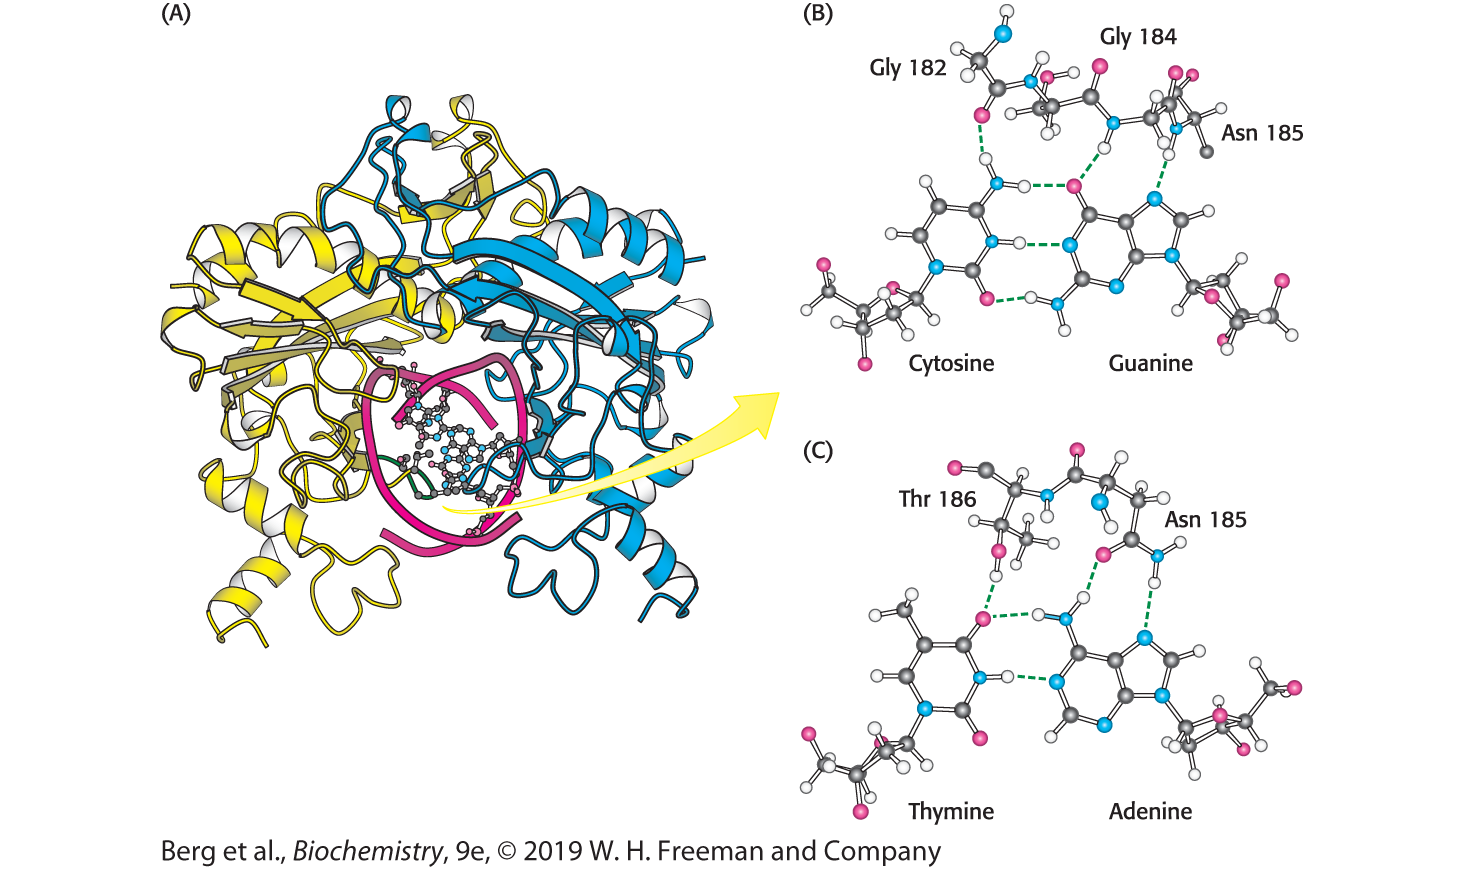 (A)
(B)
Gly 184
Gly 182
Asn 185
Cytosine
Guanine
(C)
Thr 186
Asn 185
Thymine
Adenine
Berg et al., Biochemistry, 9e, © 2019 W. H. Freeman and Company